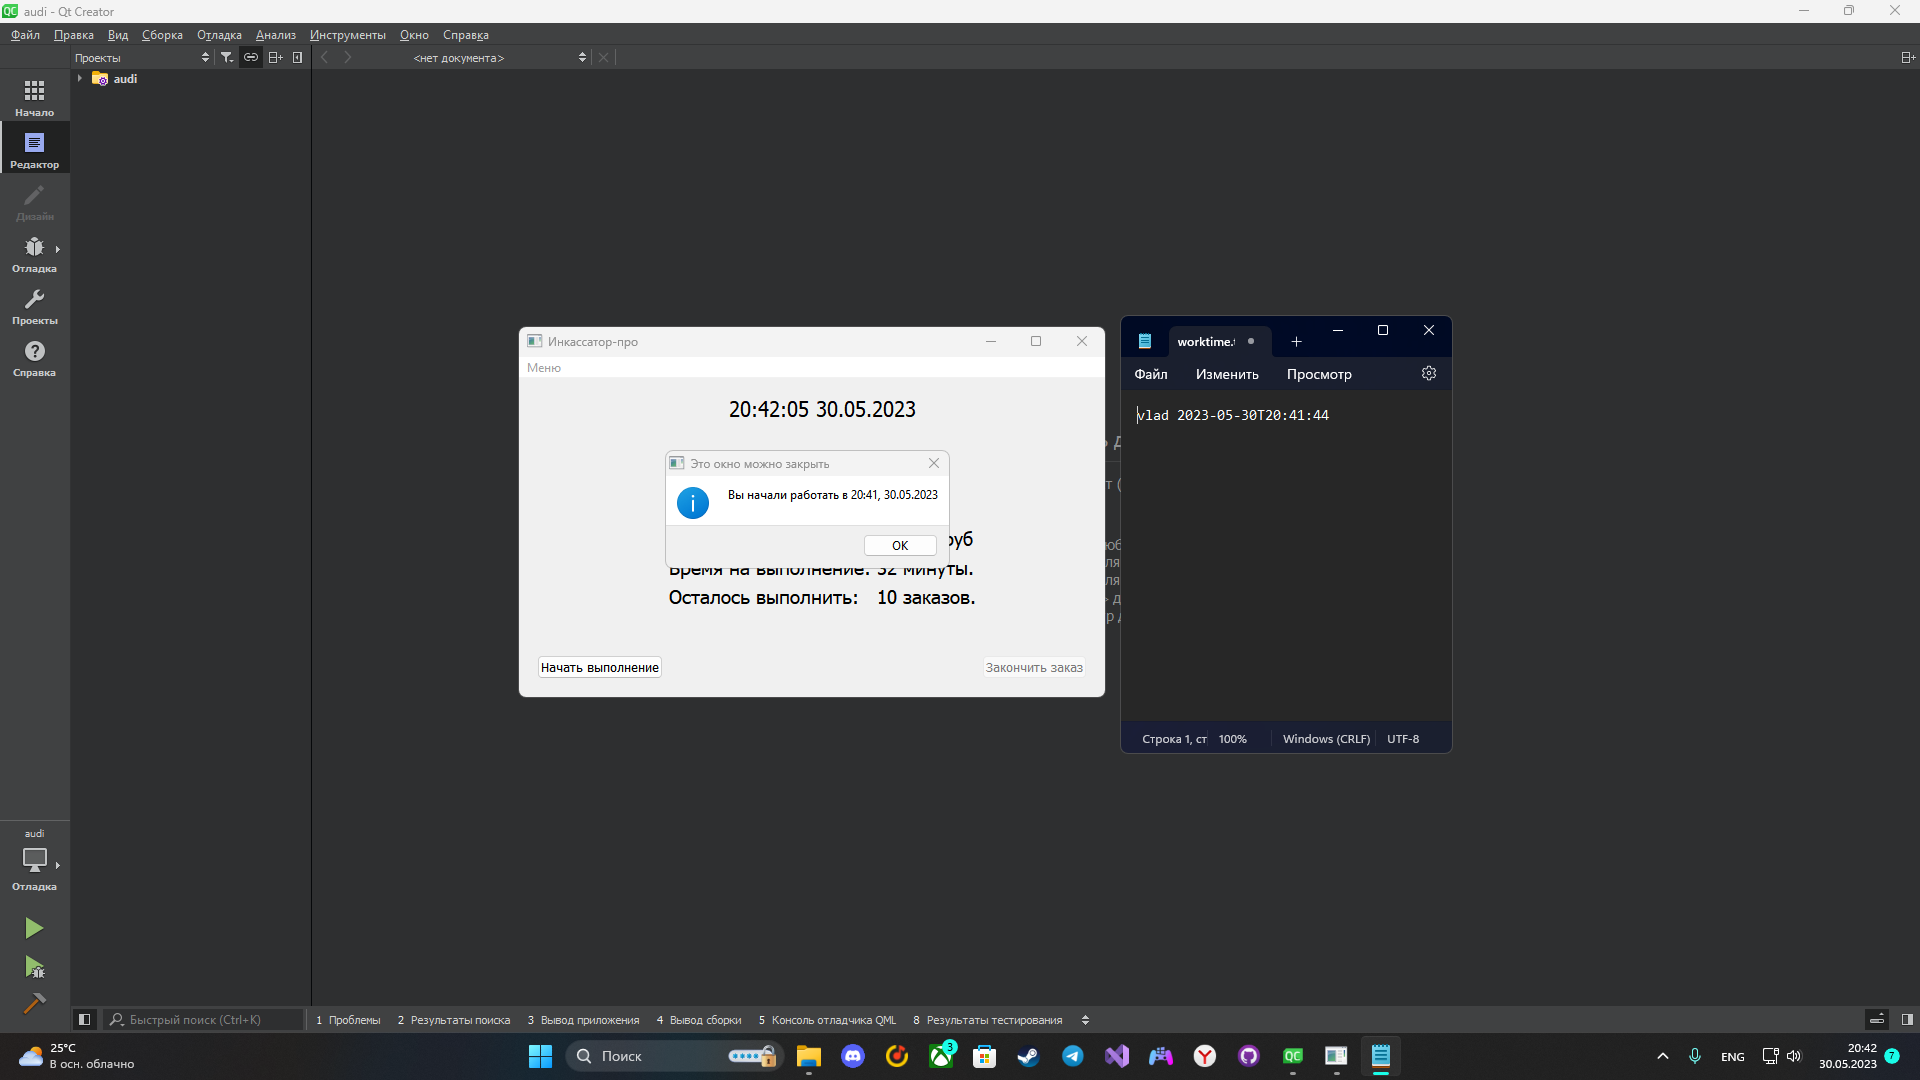 audi - Qt Creator
Файл Правка Вид Сборка Отладка Анализ Инструменты Окно Справка
Проекты
<нет документа>
audi
Начало
Редактор
Дизайн
Отладка
Проекты
Справка
Инкассатор-про
Меню
20:42:05 30.05.2023
Это окно можно закрыть
Вы начали работать в 20:41, 30.05.2023
OK
руб
Время на выполнение: 32 минуты.
Осталось выполнить: 10 заказов.
Начать выполнение
Закончить заказ
worktime.
Файл Изменить Просмотр
vlad 2023-05-30T20:41:44
Строка 1, ст 100% Windows (CRLF) UTF-8
audi
Отладка
Быстрый поиск (Ctrl+K)
1 Проблемы 2 Результаты поиска 3 Вывод приложения 4 Вывод сборки 5 Консоль отладчика QML 8 Результаты тестирования
25°C
В осн. облачно
Поиск
3
ENG
20:42
30.05.2023
7